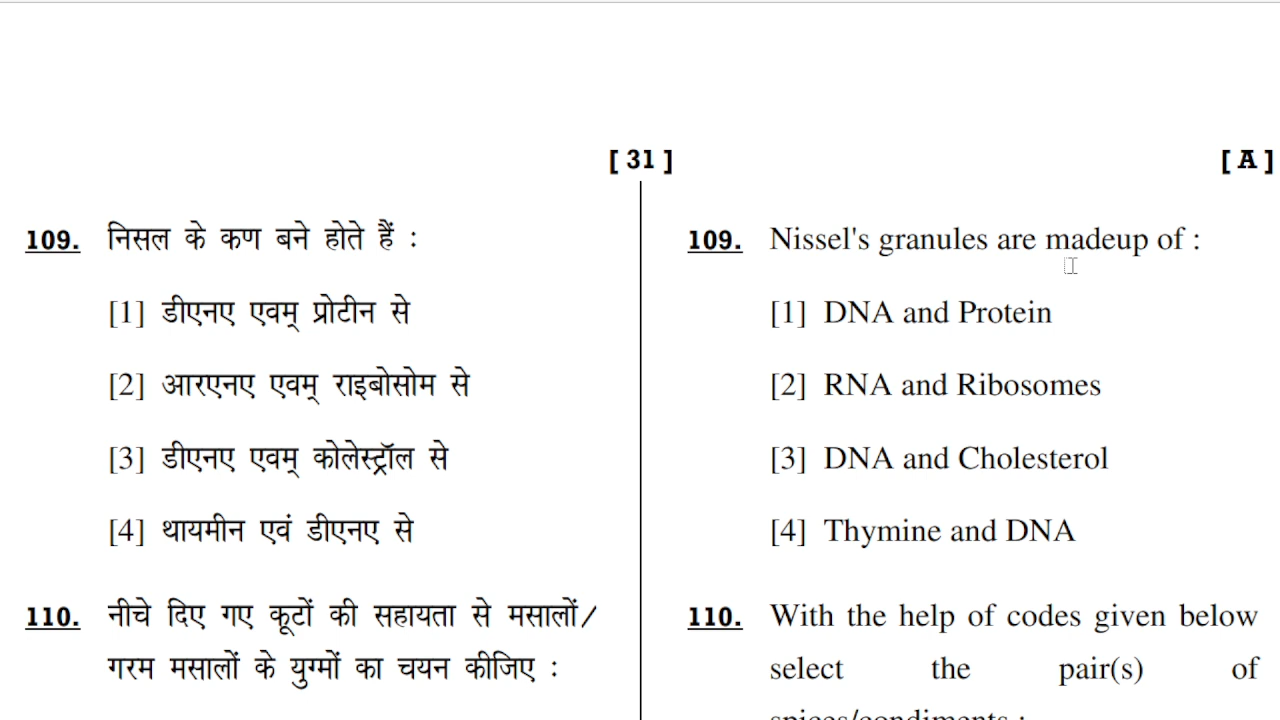 [ 31 ]
[ A ]
109. निसल के कण बने होते हैं :
[1] डीएनए एवम् प्रोटीन से
[2] आरएनए एवम् राइबोसोम से
[3] डीएनए एवम् कोलेस्ट्रॉल से
[4] थायमीन एवं डीएनए से
110. नीचे दिए गए कूटों की सहायता से मसालों/
गरम मसालों के युग्मों का चयन कीजिए :
109. Nissel's granules are madeup of :
[1] DNA and Protein
[2] RNA and Ribosomes
[3] DNA and Cholesterol
[4] Thymine and DNA
110. With the help of codes given below
select the pair(s) of
spices/condiments :